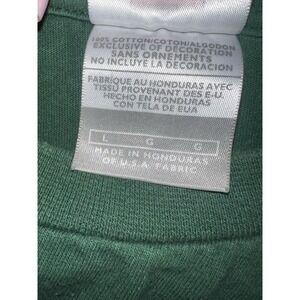 100% COTTON/COTON/ALGODON
EXCLUSIVE OF DECORATION
SANS ORNEMENTS
NO INCLUYE LA DECORACION
FABRIQUE AU HONDURAS AVEC
TISSU PROVENANT DES E-U.
HECHO EN HONDURAS
CON TELA DE EUA
L G G
MADE IN HONDURAS
OF U.S.A. FABRIC